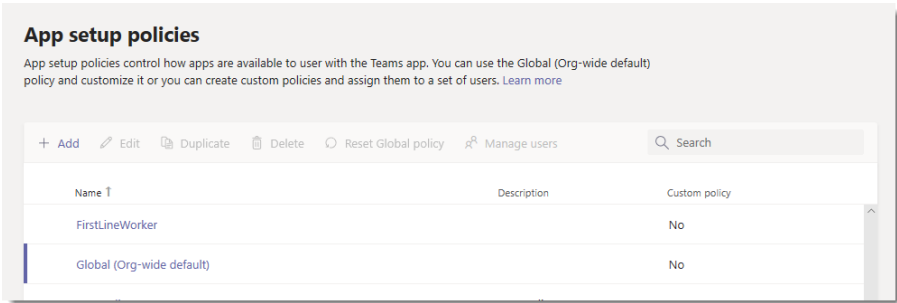 App setup policies
App setup policies control how apps are available to user with the Teams app. You can use the Global (Org-wide default)
policy and customize it or you can create custom policies and assign them to a set of users. Learn more
+ Add Edit Duplicate Delete Reset Global policy Manage users Search
Name ↑ Description Custom policy
FirstLineWorker No
Global (Org-wide default) No